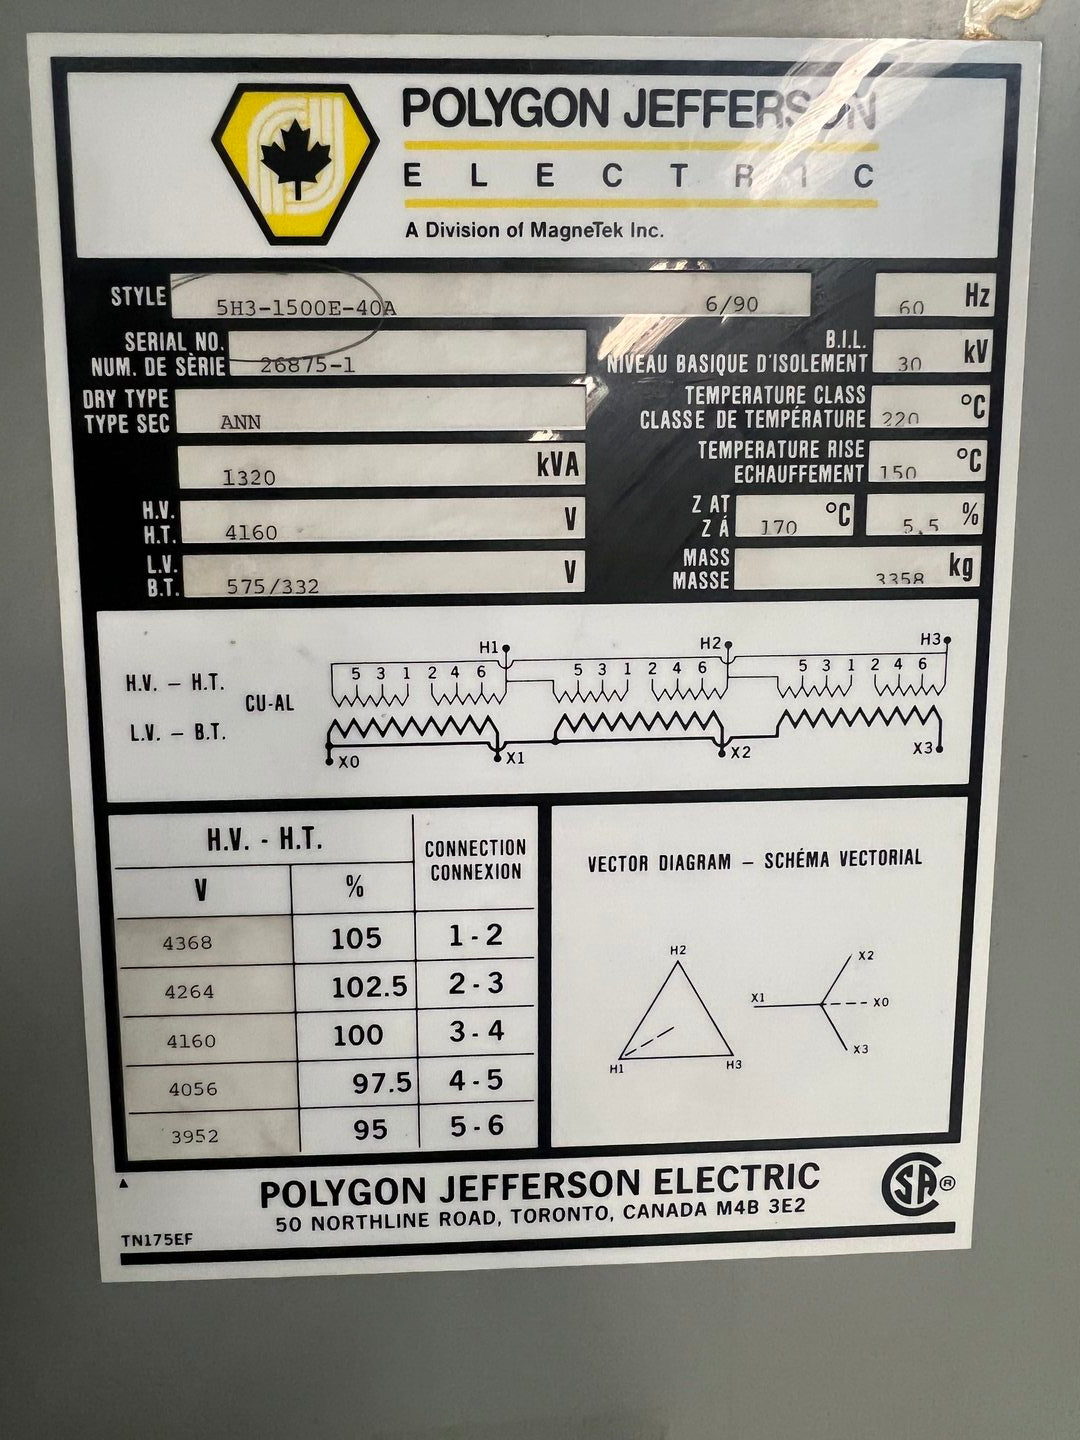 POLYGON JEFFERSON
ELECTRIC
A Division of MagneTek Inc.
STYLE 5H3-1500E-40A 6/90 60 Hz
SERIAL NO.
NUM. DE SÈRIE 26875-1
B.I.L.
NIVEAU BASIQUE D'ISOLEMENT 30 kV
DRY TYPE
TYPE SEC ANN
TEMPERATURE CLASS
CLASSE DE TEMPÉRATURE 220 °C
1320 kVA
TEMPERATURE RISE
ECHAUFFEMENT 150 °C
H.V.
H.T. 4160 V
Z AT
Z Á 170 °C 5.5 %
L.V.
B.T. 575/332 V
MASS
MASSE 3358 kg
H1 H2 H3
5 3 1 2 4 6 5 3 1 2 4 6 5 3 1 2 4 6
H.V. – H.T.
CU-AL
L.V. – B.T.
X0 X1 X2 X3
H.V. - H.T. CONNECTION
CONNEXION
V %
4368 105 1 - 2
4264 102.5 2 - 3
4160 100 3 - 4
4056 97.5 4 - 5
3952 95 5 - 6
VECTOR DIAGRAM – SCHÉMA VECTORIAL
H2 X2
X1 X0
H1 H3 X3
POLYGON JEFFERSON ELECTRIC
50 NORTHLINE ROAD, TORONTO, CANADA M4B 3E2
TN175EF
SA ®